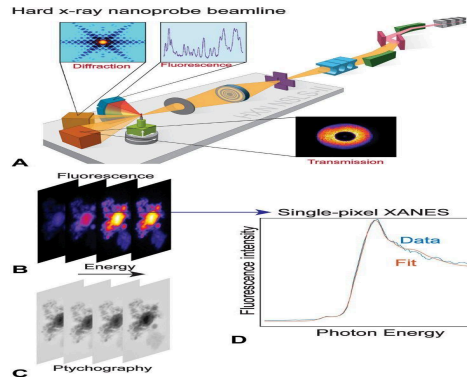 Hard x-ray nanoprobe beamline
Diffraction
Fluorescence
Transmission
A
Fluorescence
B
Energy
Single-pixel XANES
Fluorescence intensity
Data
Fit
D
Photon Energy
C
Ptychography